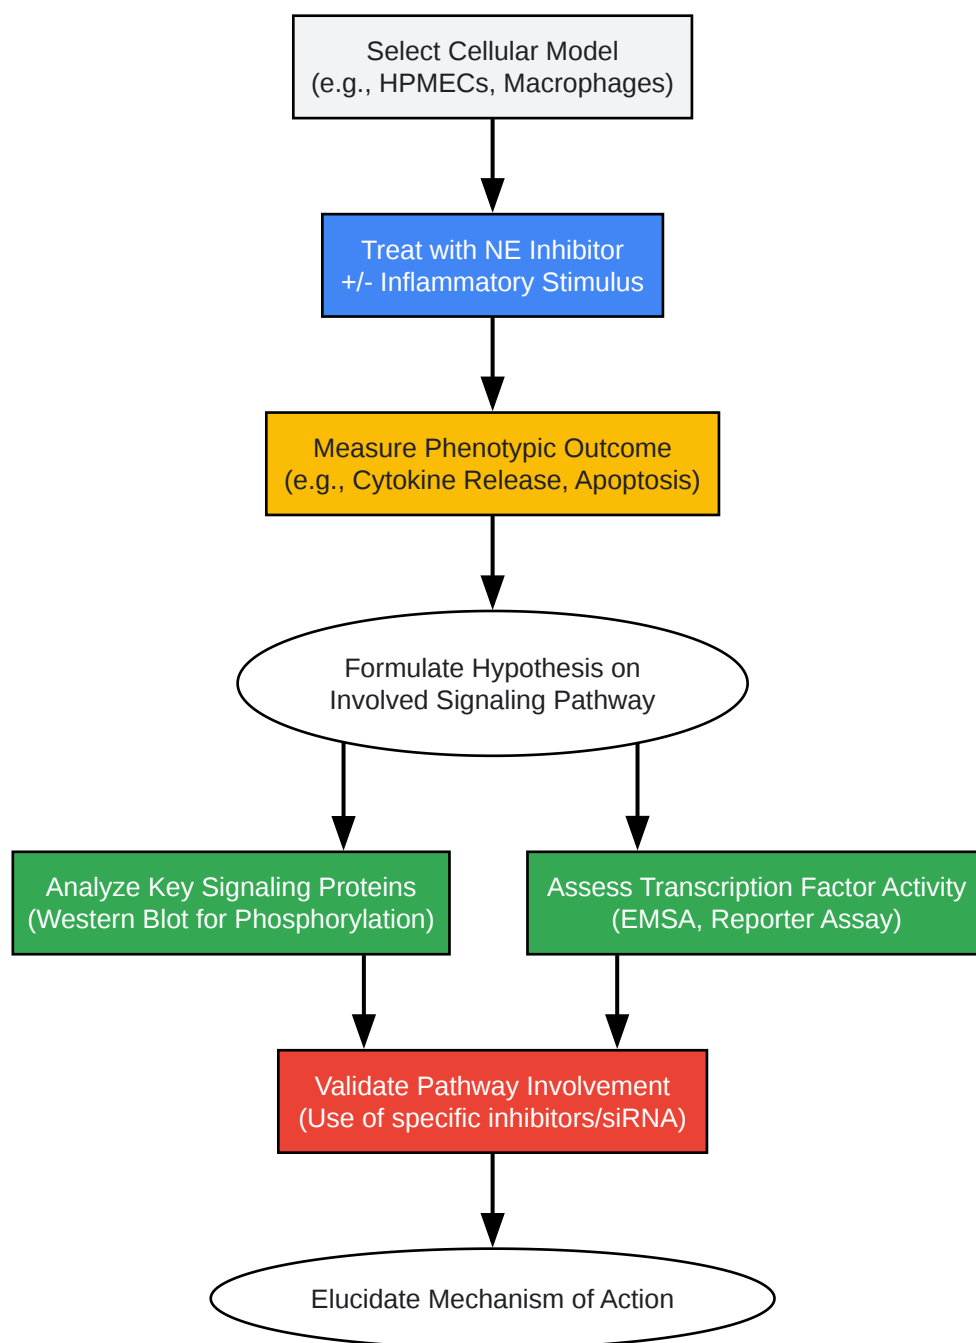 Select Cellular Model
(e.g., HPMECs, Macrophages)
Treat with NE Inhibitor
+/- Inflammatory Stimulus
Measure Phenotypic Outcome
(e.g., Cytokine Release, Apoptosis)
Formulate Hypothesis on
Involved Signaling Pathway
Analyze Key Signaling Proteins
(Western Blot for Phosphorylation)
Assess Transcription Factor Activity
(EMSA, Reporter Assay)
Validate Pathway Involvement
(Use of specific inhibitors/siRNA)
Elucidate Mechanism of Action